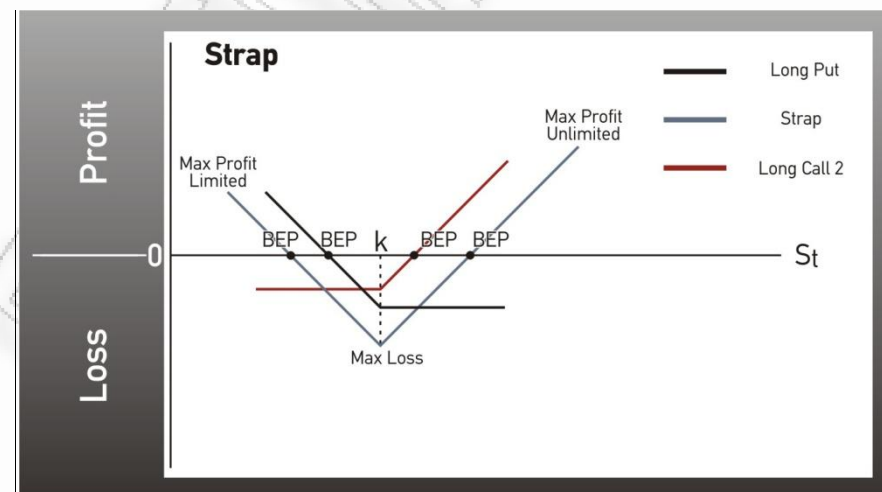 Strap
Profit
Loss
0
Long Put
Strap
Long Call 2
Max Profit
Limited
Max Profit
Unlimited
BEP
BEP
k
BEP
BEP
St
Max Loss